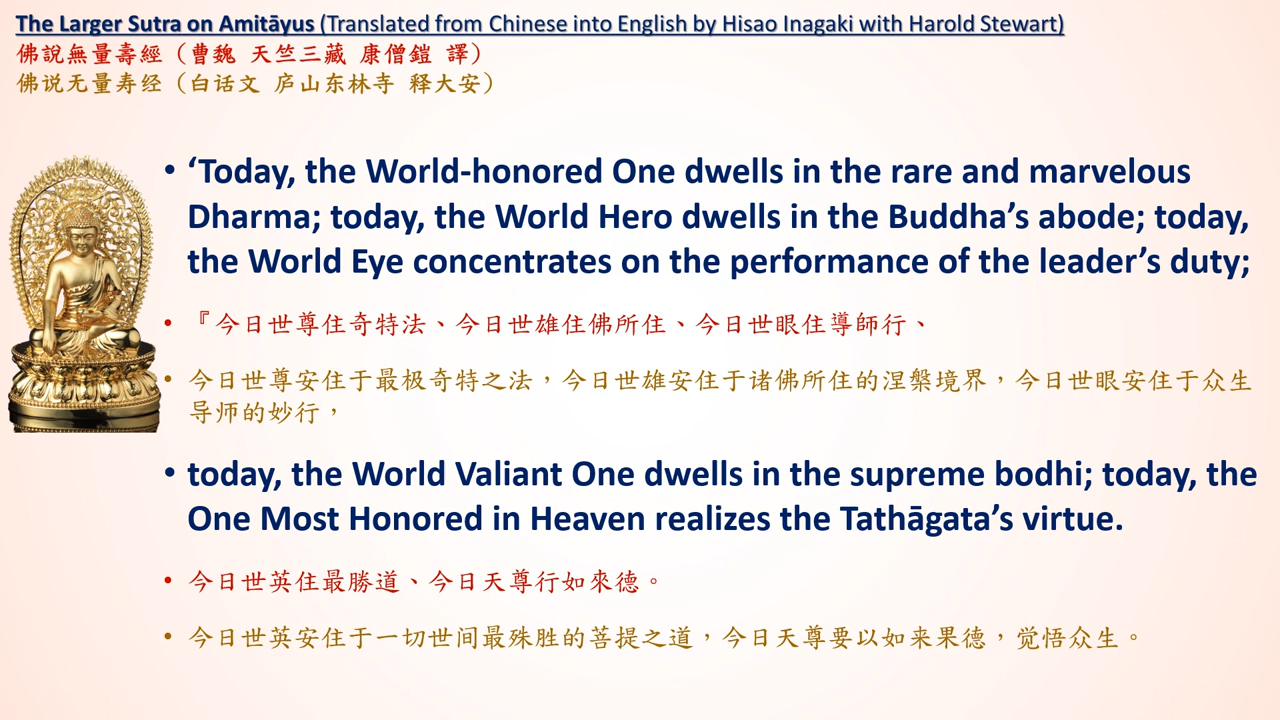 The Larger Sutra on Amitāyus (Translated from Chinese into English by Hisao Inagaki with Harold Stewart)
佛說無量壽經（曹魏 天竺三藏 康僧鎧 譯）
佛说无量寿经（白话文 庐山东林寺 释大安）
• ‘Today, the World-honored One dwells in the rare and marvelous
Dharma; today, the World Hero dwells in the Buddha’s abode; today,
the World Eye concentrates on the performance of the leader’s duty;
• 『今日世尊住奇特法、今日世雄住佛所住、今日世眼住導師行、
• 今日世尊安住于最极奇特之法，今日世雄安住于诸佛所住的涅槃境界，今日世眼安住于众生
导师的妙行，
• today, the World Valiant One dwells in the supreme bodhi; today, the
One Most Honored in Heaven realizes the Tathāgata’s virtue.
• 今日世英住最勝道、今日天尊行如來德。
• 今日世英安住于一切世间最殊胜的菩提之道，今日天尊要以如来果德，觉悟众生。